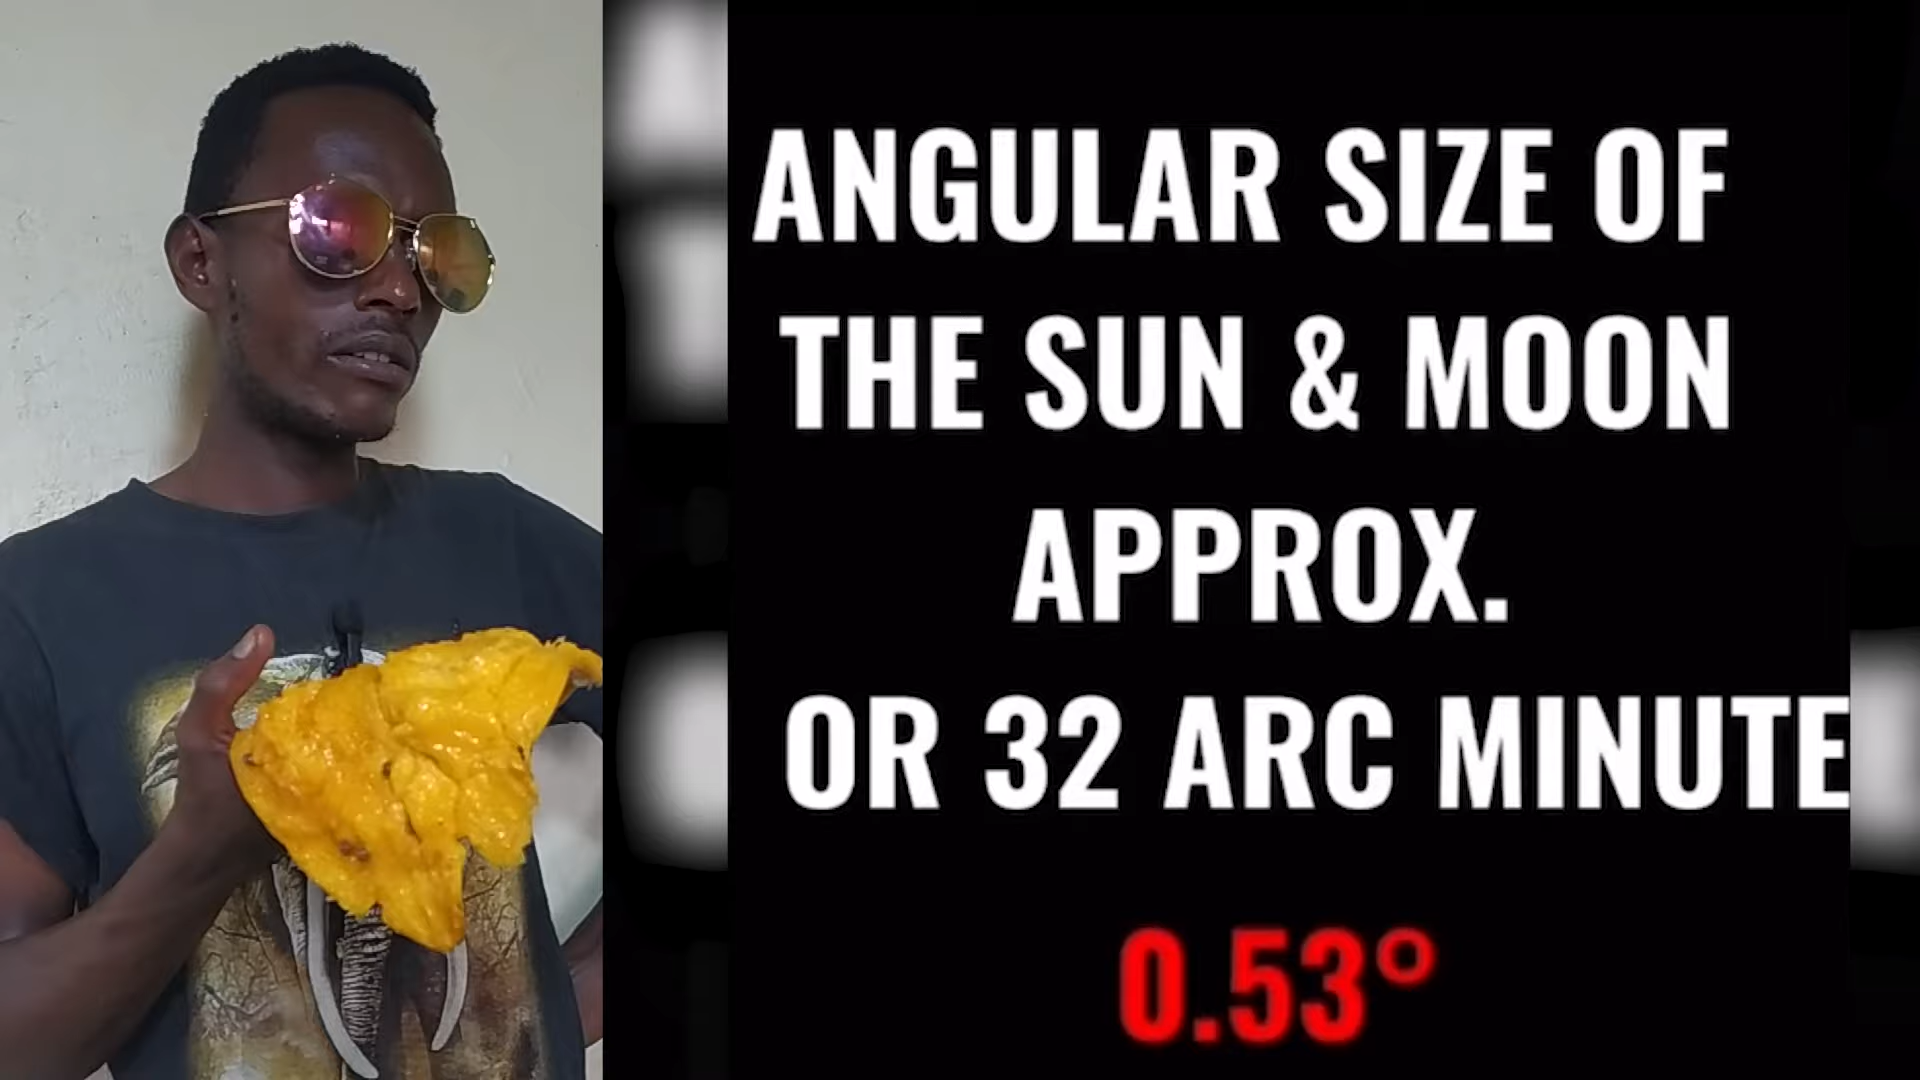 ANGULAR SIZE OF
THE SUN & MOON
APPROX.
OR 32 ARC MINUTE
0.53°